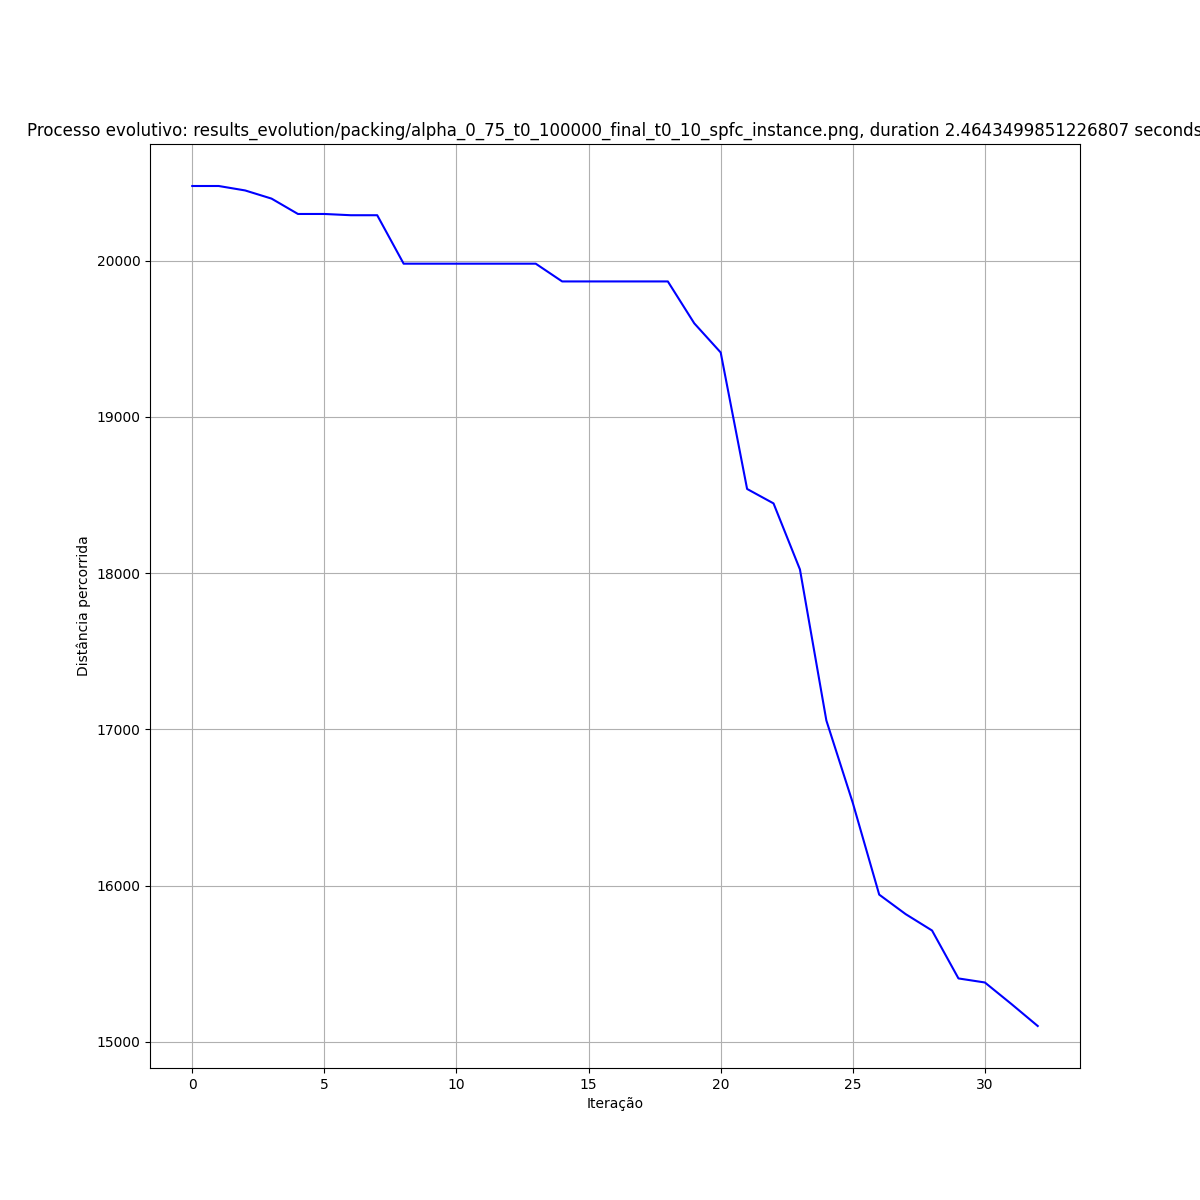 Processo evolutivo: results_evolution/packing/alpha_0_75_t0_100000_final_t0_10_spfc_instance.png, duration 2.4643499851226807 seconds
20000
19000
18000
17000
16000
15000
Distância percorrida
0 5 10 15 20 25 30
Iteração